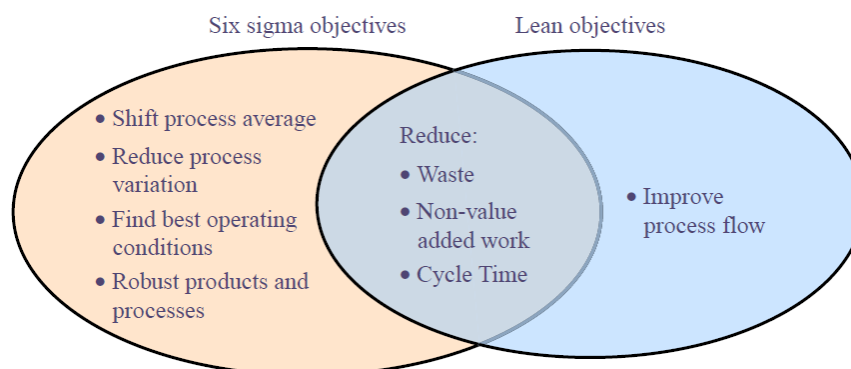 Six sigma objectives
Lean objectives
• Shift process average
• Reduce process
variation
• Find best operating
conditions
• Robust products and
processes
Reduce:
• Waste
• Non-value
added work
• Cycle Time
• Improve
process flow